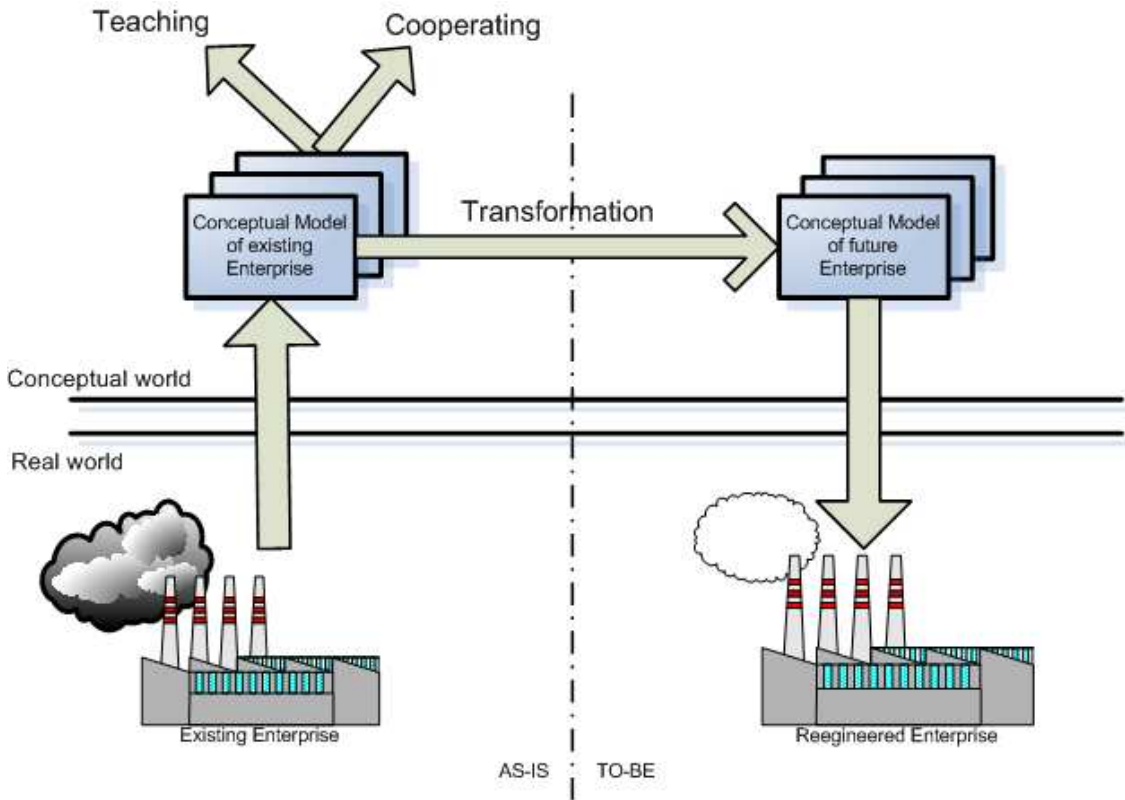 Teaching
Cooperating
Conceptual Model
of existing
Enterprise
Transformation
Conceptual Model
of future
Enterprise
Conceptual world
Real world
Existing Enterprise
Reegineered Enterprise
AS-IS
TO-BE